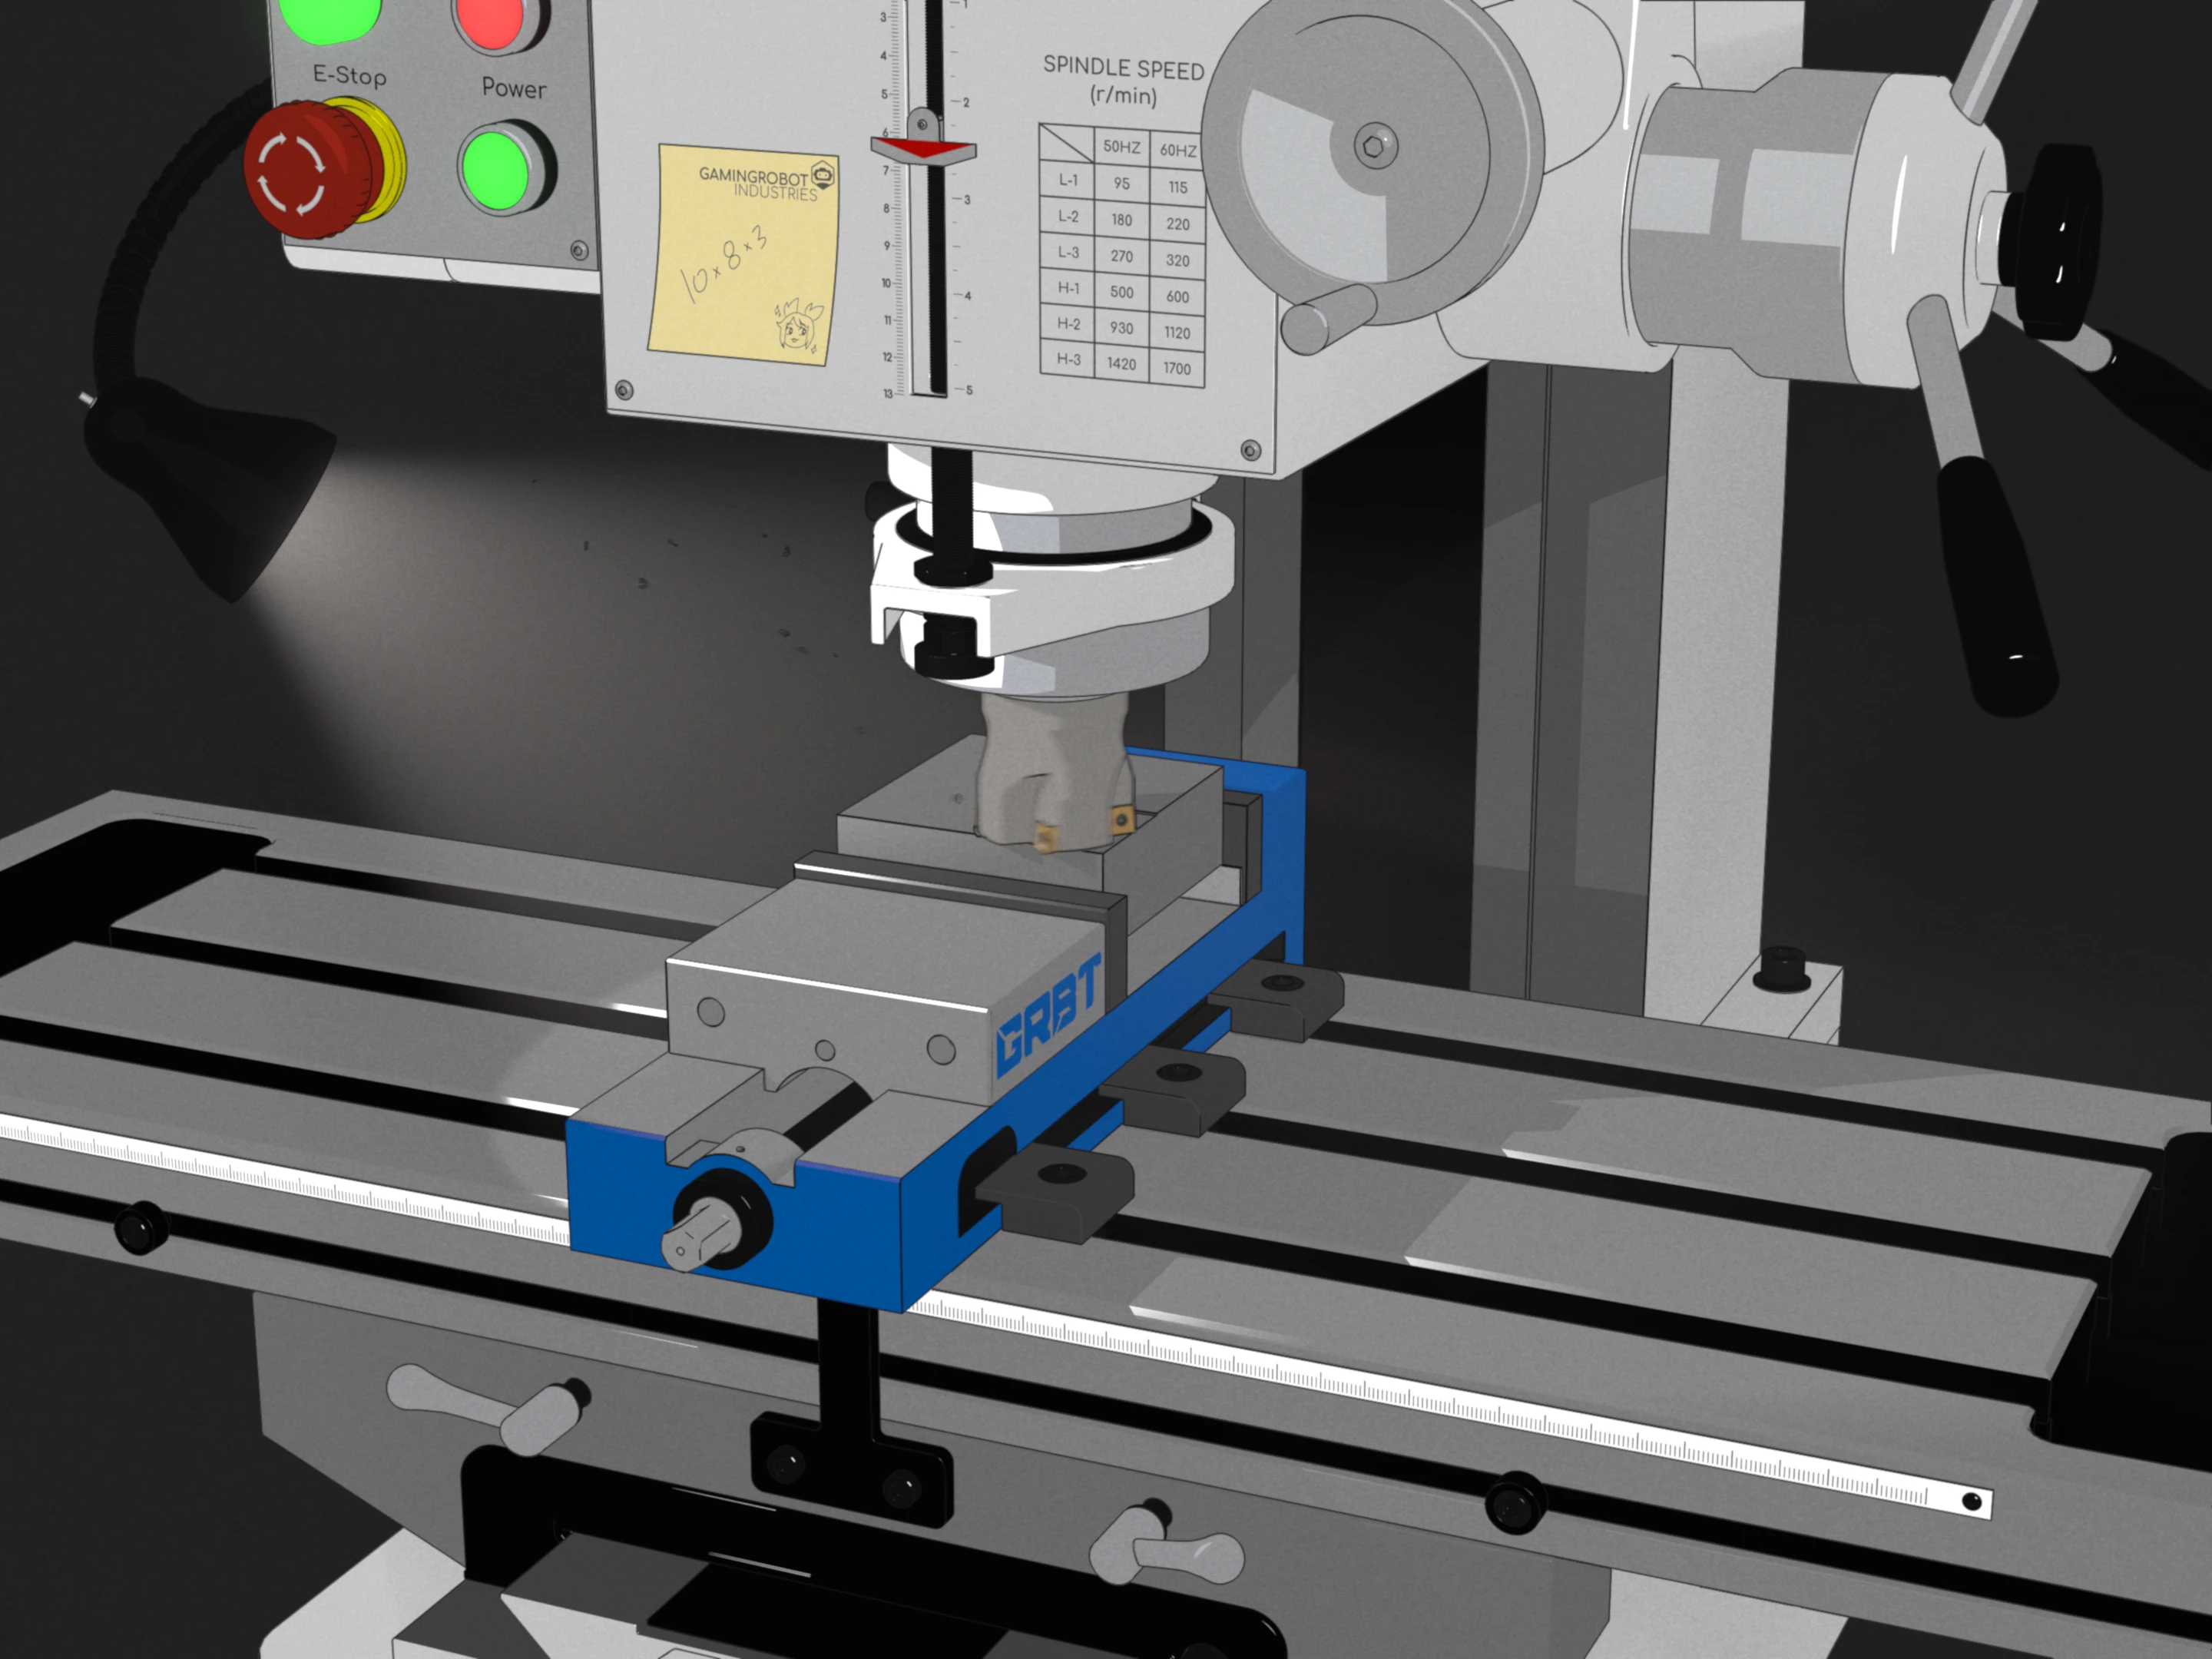 E-Stop
Power
GAMINGROBOT
INDUSTRIES
10 x 8 x 3
3
4
5
6
7
8
9
10
11
12
13
1
2
3
4
5
SPINDLE SPEED
(r/min)
50HZ 60HZ
L-1 95 115
L-2 180 220
L-3 270 320
H-1 500 600
H-2 930 1120
H-3 1420 1700
GRBT